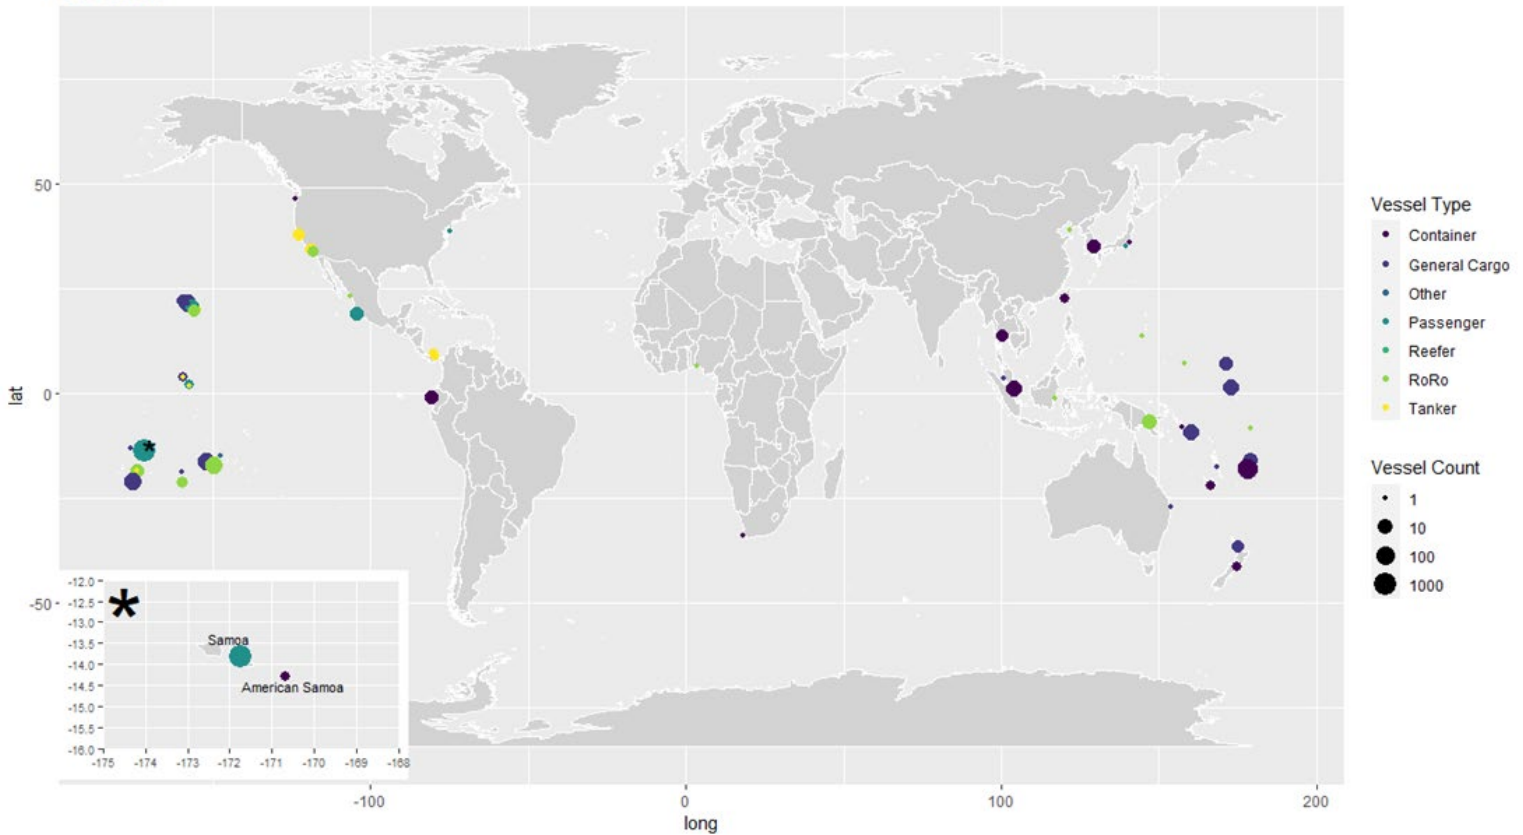 50
0
-50
lat
-100
0
100
200
long
*
*
-12.0
-12.5
-13.0
-13.5
-14.0
-14.5
-15.0
-15.5
-16.0
-175
-174
-173
-172
-171
-170
-169
-168
Samoa
American Samoa
Vessel Type
Container
General Cargo
Other
Passenger
Reefer
RoRo
Tanker
Vessel Count
1
10
100
1000